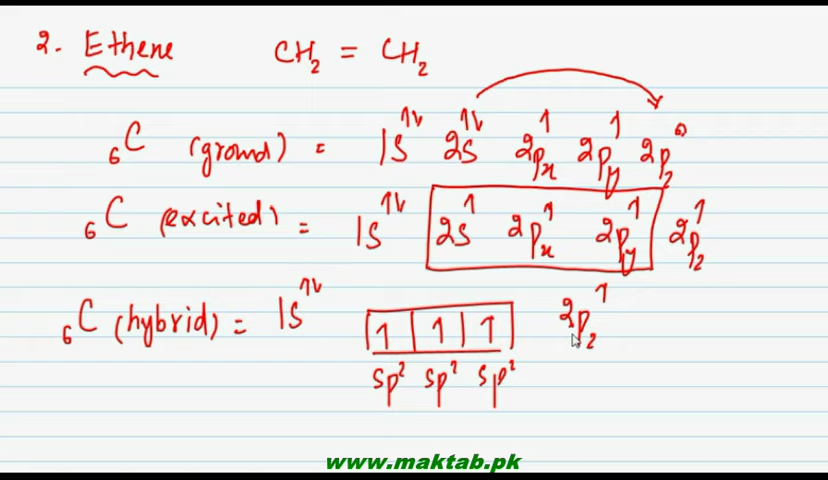 2. Ethene CH₂ = CH₂
₆C (ground) = 1S↑↓ 2S↑↓ 2pₓ↑ 2py↑ 2pz⁰
₆C (excited) = 1S↑↓ 2S↑ 2pₓ↑ 2py↑ 2pz↑
₆C (hybrid) = 1S↑↓ ↑ ↑ ↑ 2pz↑
sp² sp² sp²
www.maktab.pk